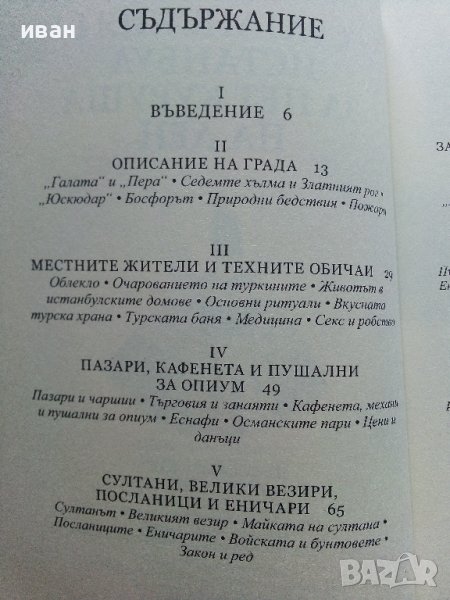 иван
СЪДЪРЖАНИЕ
I
ВЪВЕДЕНИЕ 6
II
ОПИСАНИЕ НА ГРАДА 13
„Галата“ и „Пера“ • Седемте хълма и Златният рог •
„Юскюдар“ • Босфорът • Природни бедствия • Пожари
III
МЕСТНИТЕ ЖИТЕЛИ И ТЕХНИТЕ ОБИЧАИ 29
Облекло • Очарованието на туркините • Животът в
истанбулските домове • Основни ритуали • Вкусната
турска храна • Турската баня • Медицина • Секс и робство
IV
ПАЗАРИ, КАФЕНЕТА И ПУШАЛНИ
ЗА ОПИУМ 49
Пазари и чаршии • Търговия и занаяти • Кафенета, механи
и пушални за опиум • Еснафи • Османските пари • Цени и
данъци
V
СУЛТАНИ, ВЕЛИКИ ВЕЗИРИ,
ПОСЛАНИЦИ И ЕНИЧАРИ 65
Султанът • Великият везир • Майката на султана •
Посланиците • Еничарите • Войската и бунтовете •
Закон и ред
BAZAR